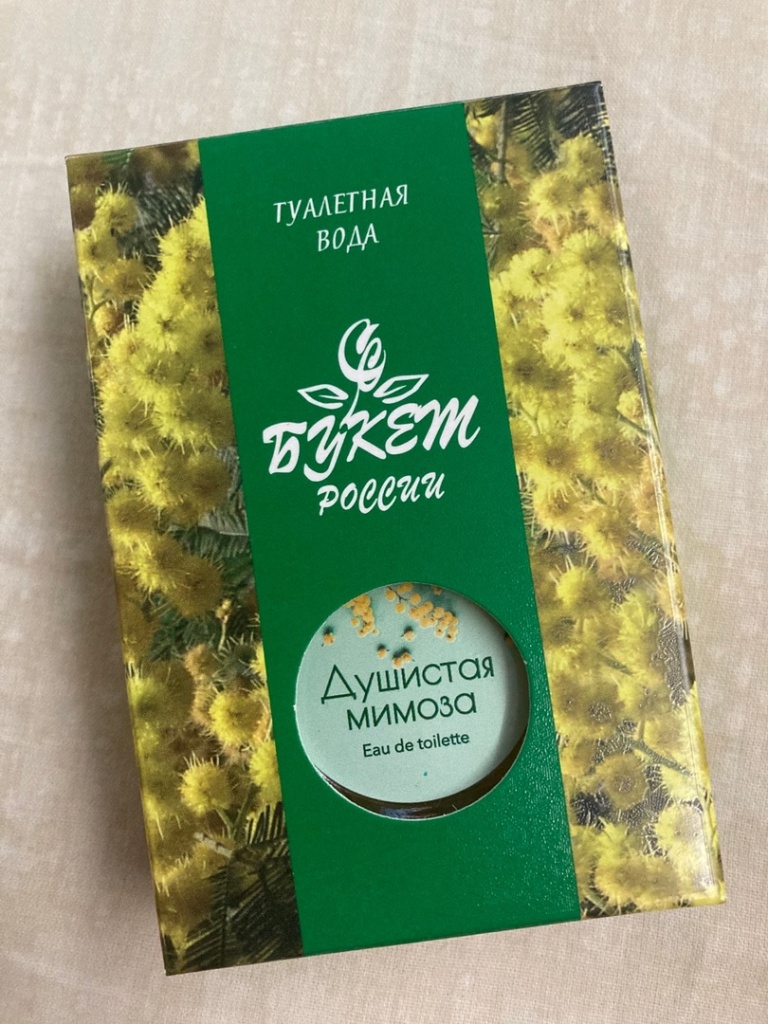 ТУАЛЕТНАЯ
ВОДА
БУКЕТ
РОССИИ
Душистая
мимоза
Eau de toilette